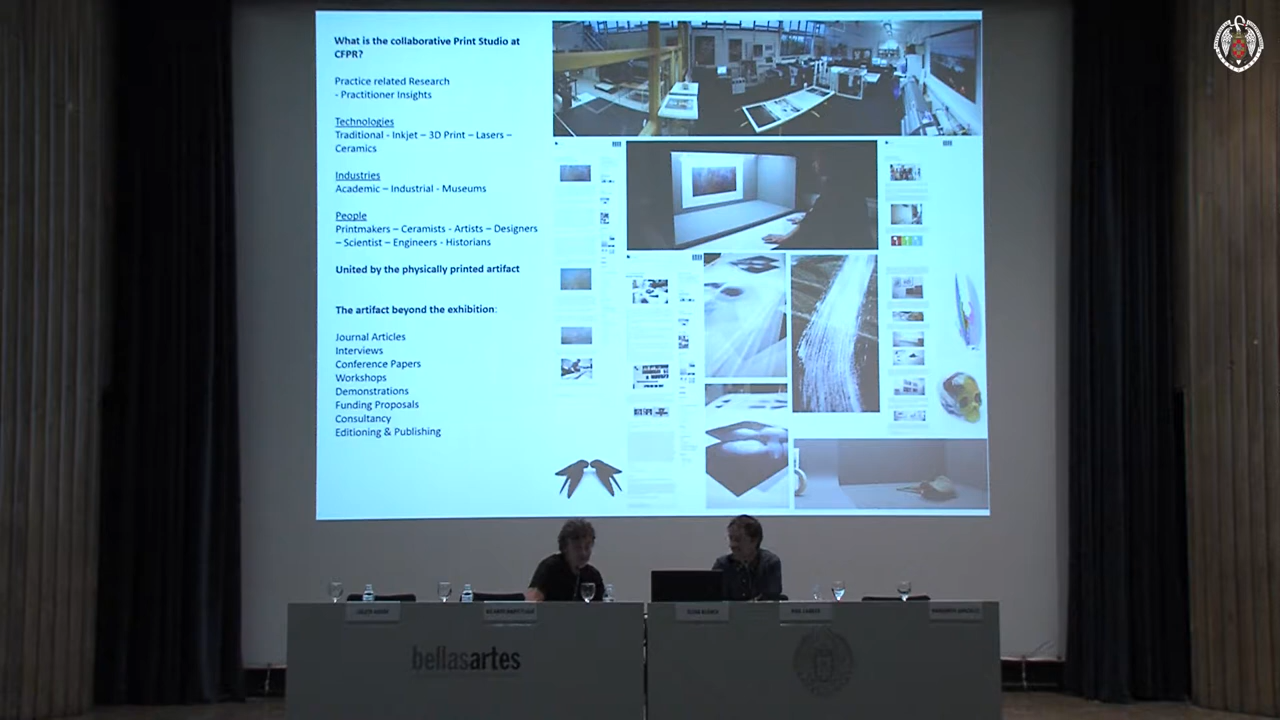 What is the collaborative Print Studio at
CFPR?
Practice related Research
- Practitioner Insights
Technologies
Traditional - Inkjet – 3D Print – Lasers –
Ceramics
Industries
Academic – Industrial - Museums
People
Printmakers – Ceramists - Artists – Designers
– Scientist – Engineers - Historians
United by the physically printed artifact
The artifact beyond the exhibition:
Journal Articles
Interviews
Conference Papers
Workshops
Demonstrations
Funding Proposals
Consultancy
Editioning & Publishing
bellasartes